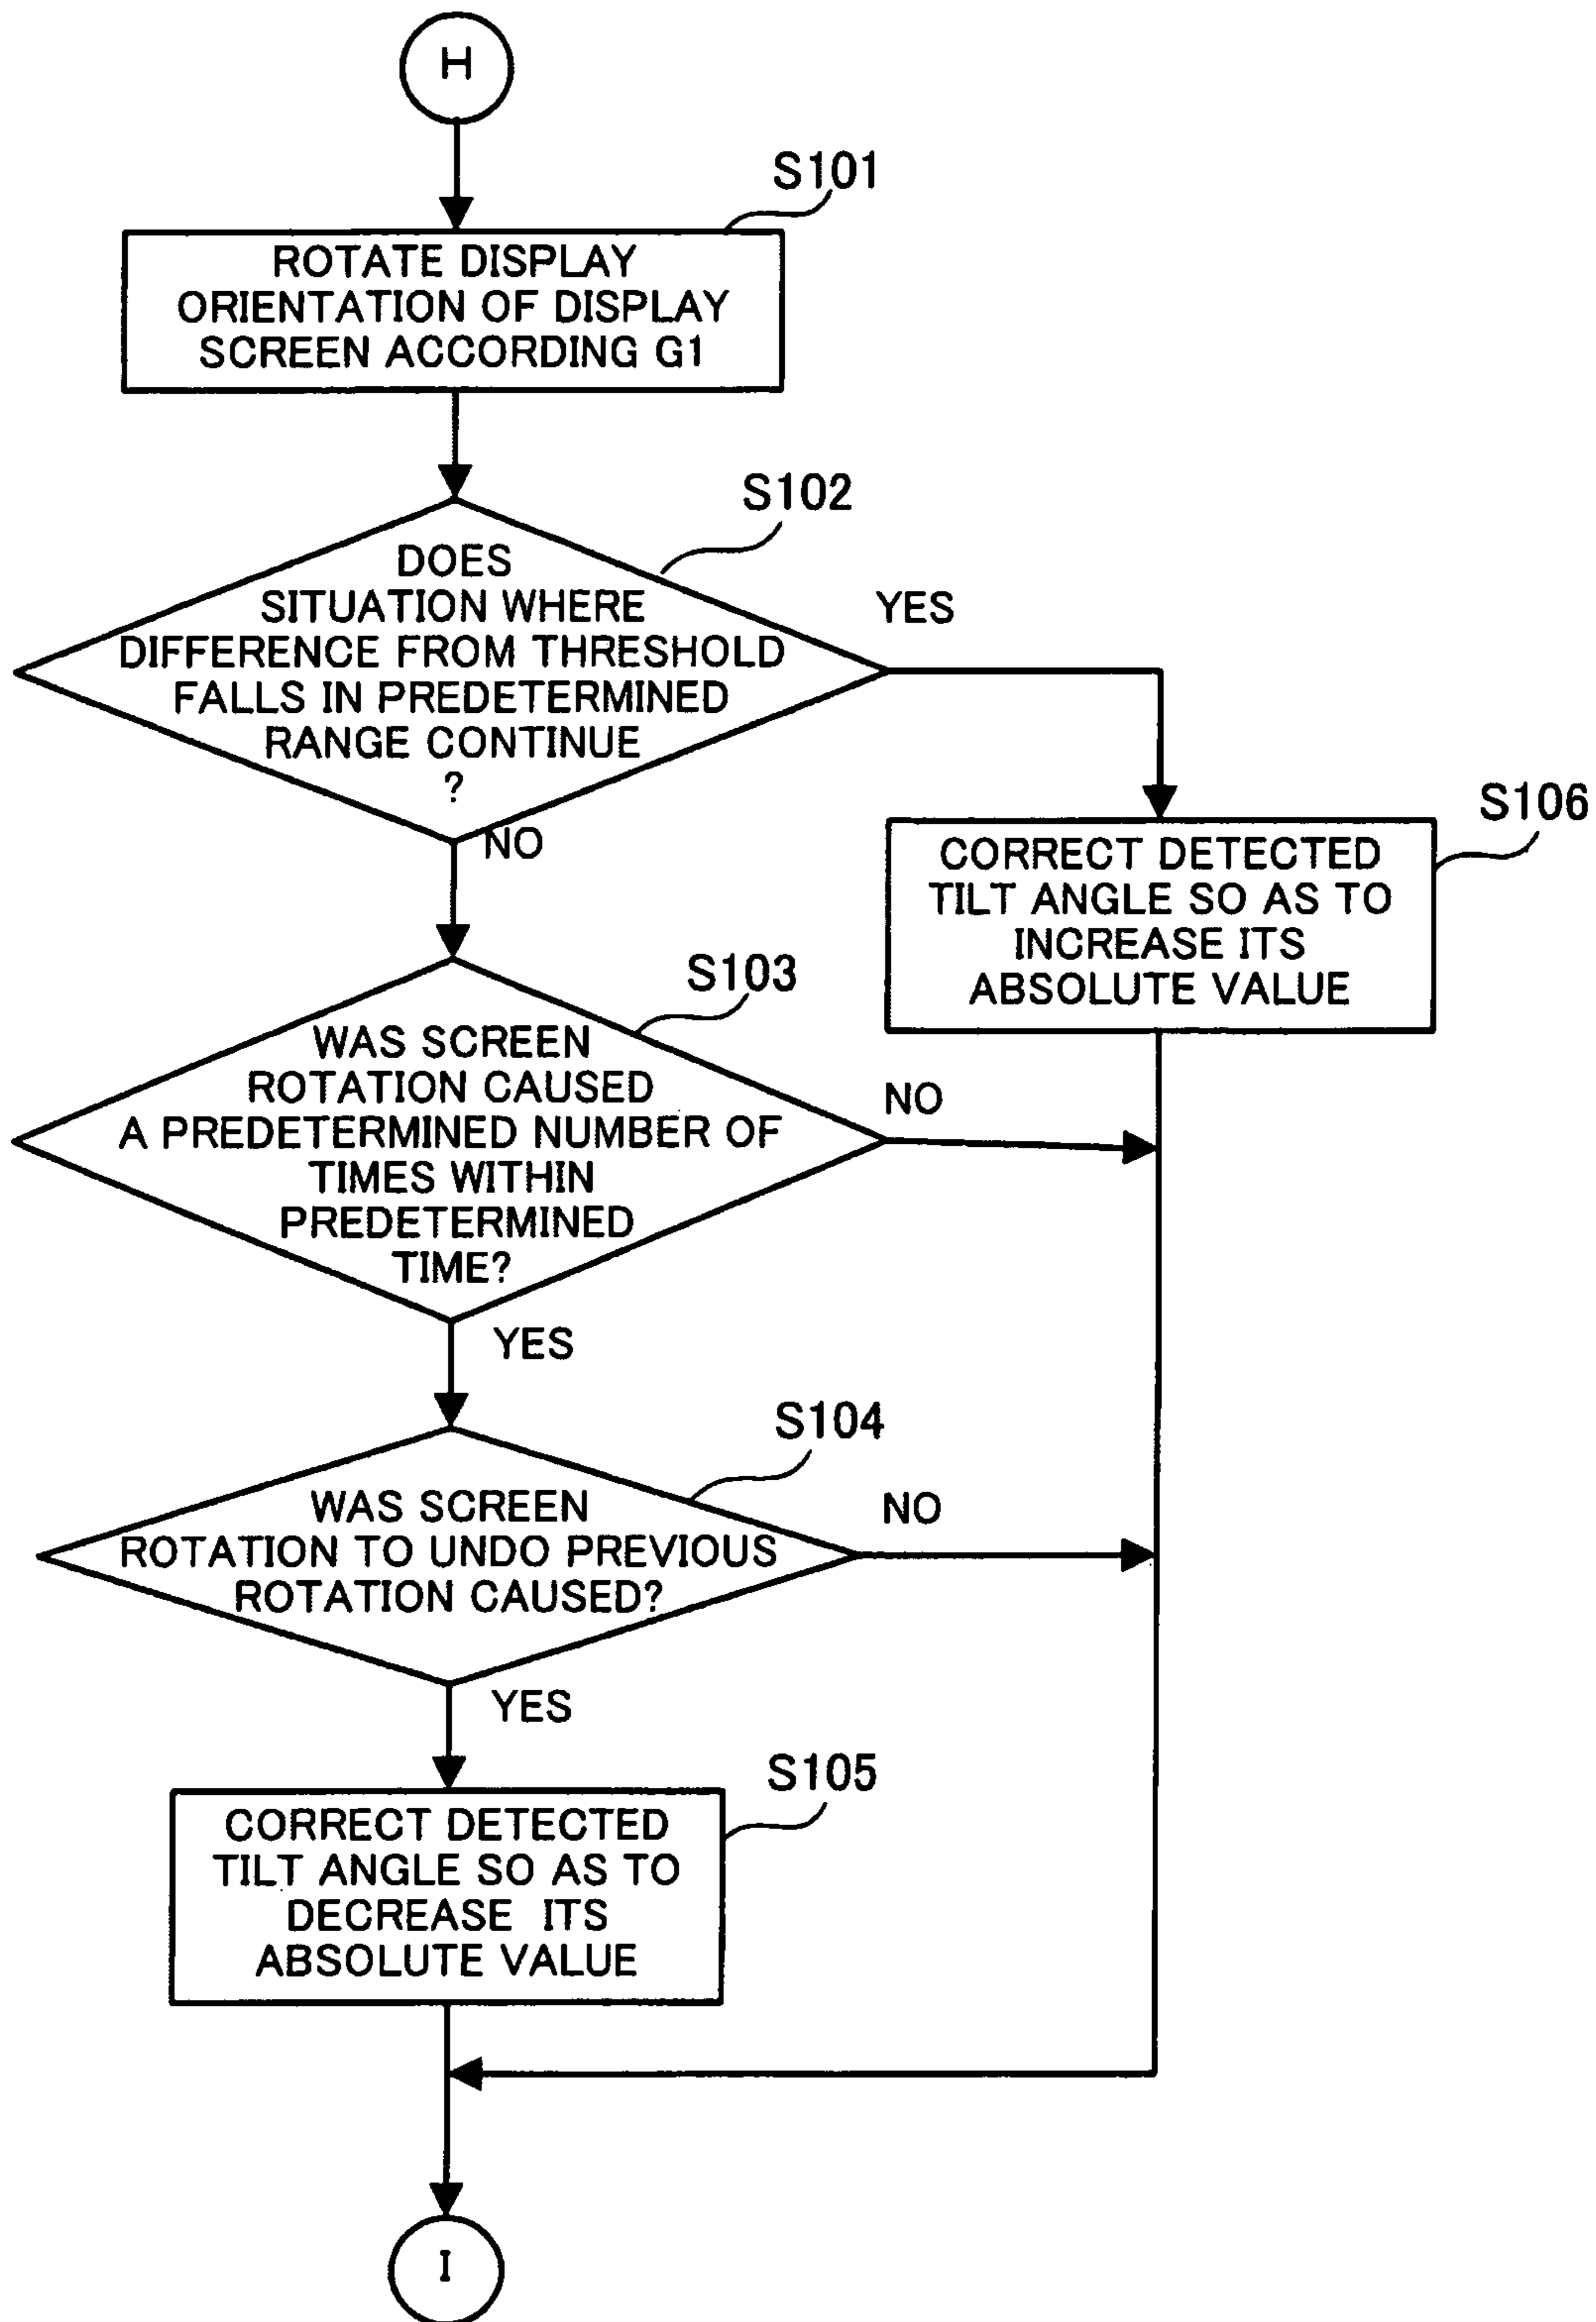 H
S101
ROTATE DISPLAY
ORIENTATION OF DISPLAY
SCREEN ACCORDING G1
S102
DOES
SITUATION WHERE
DIFFERENCE FROM THRESHOLD
FALLS IN PREDETERMINED
RANGE CONTINUE
?
YES
NO
S106
CORRECT DETECTED
TILT ANGLE SO AS TO
INCREASE ITS
ABSOLUTE VALUE
S103
WAS SCREEN
ROTATION CAUSED
A PREDETERMINED NUMBER OF
TIMES WITHIN
PREDETERMINED
TIME?
NO
YES
S104
WAS SCREEN
ROTATION TO UNDO PREVIOUS
ROTATION CAUSED?
NO
YES
S105
CORRECT DETECTED
TILT ANGLE SO AS TO
DECREASE ITS
ABSOLUTE VALUE
I